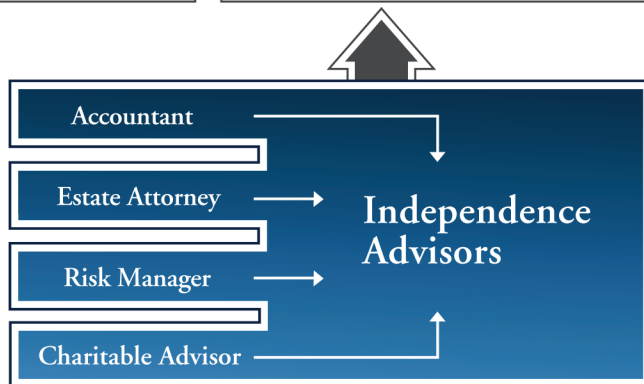 Accountant
Estate Attorney
Independence
Advisors
Risk Manager
Charitable Advisor